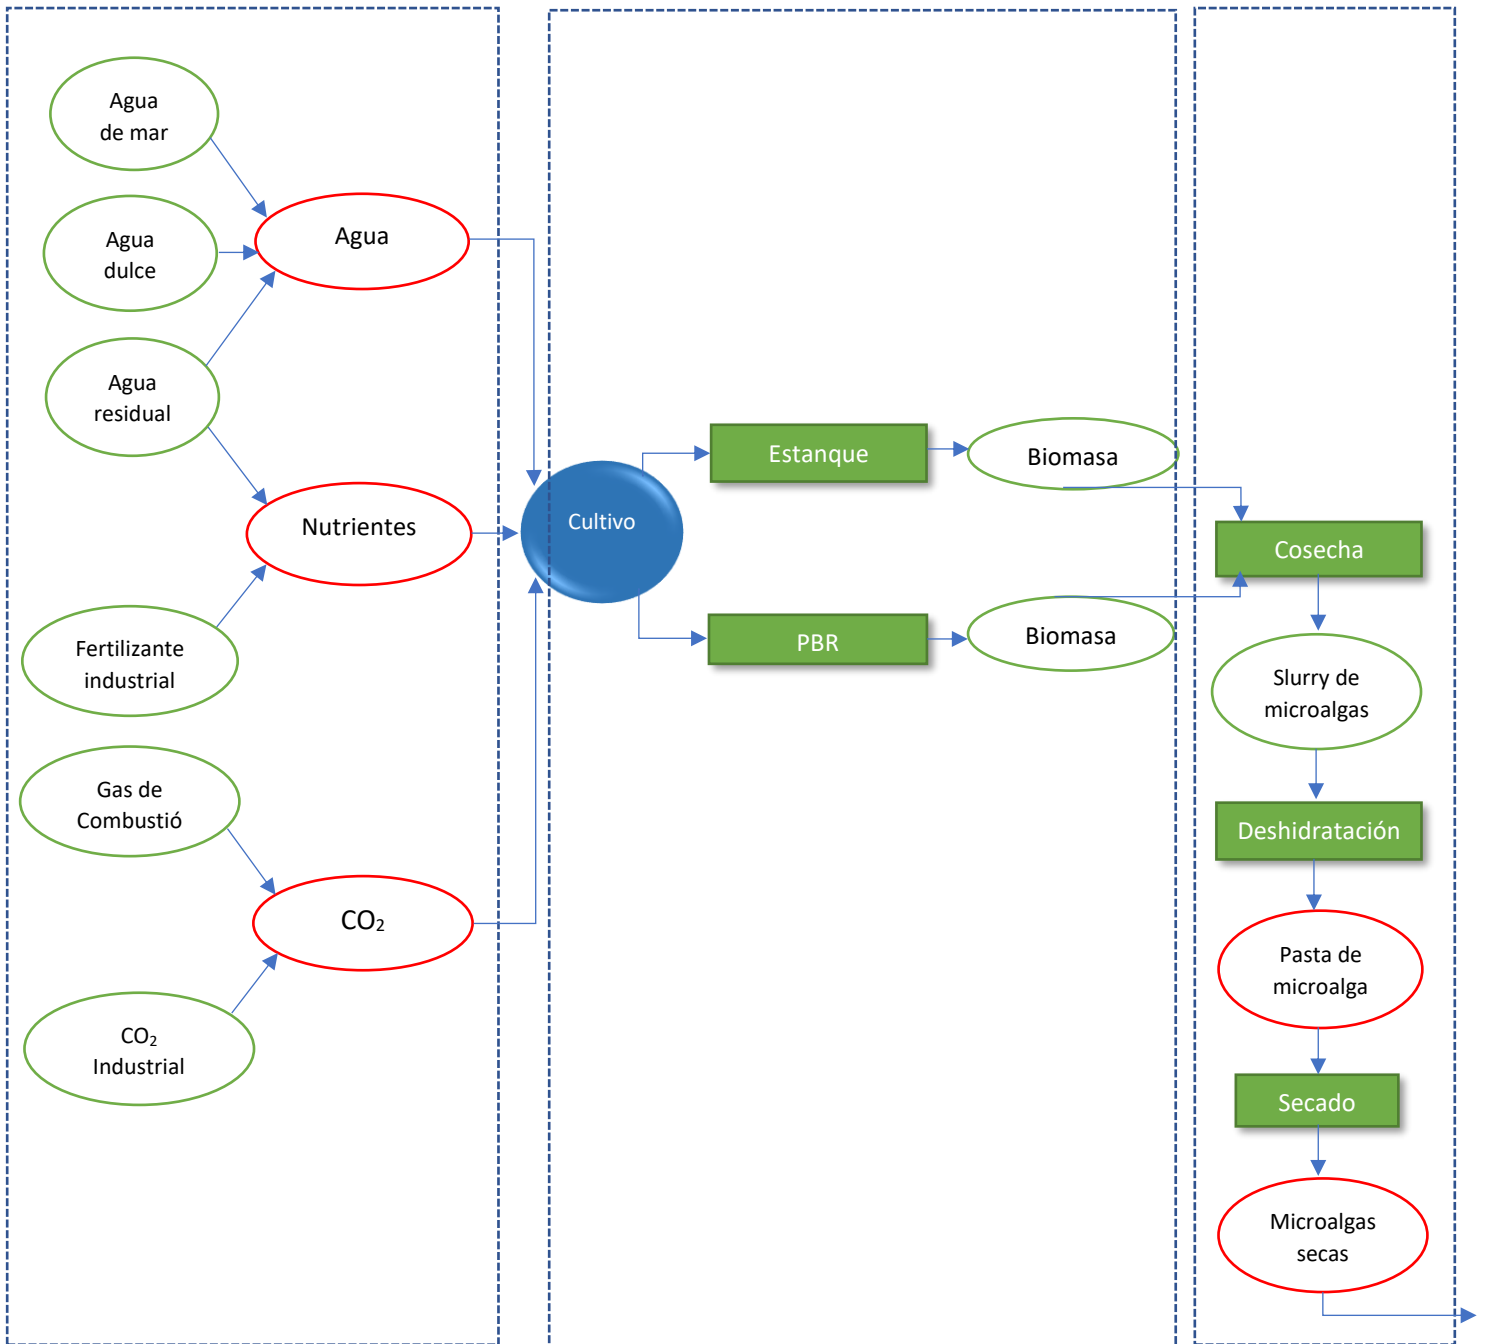 Agua
de mar
Agua
dulce
Agua
residual
Fertilizante
industrial
Gas de
Combustió
CO₂
Industrial
Agua
Nutrientes
CO₂
Cultivo
Estanque
PBR
Biomasa
Biomasa
Cosecha
Slurry de
microalgas
Deshidratación
Pasta de
microalga
Secado
Microalgas
secas